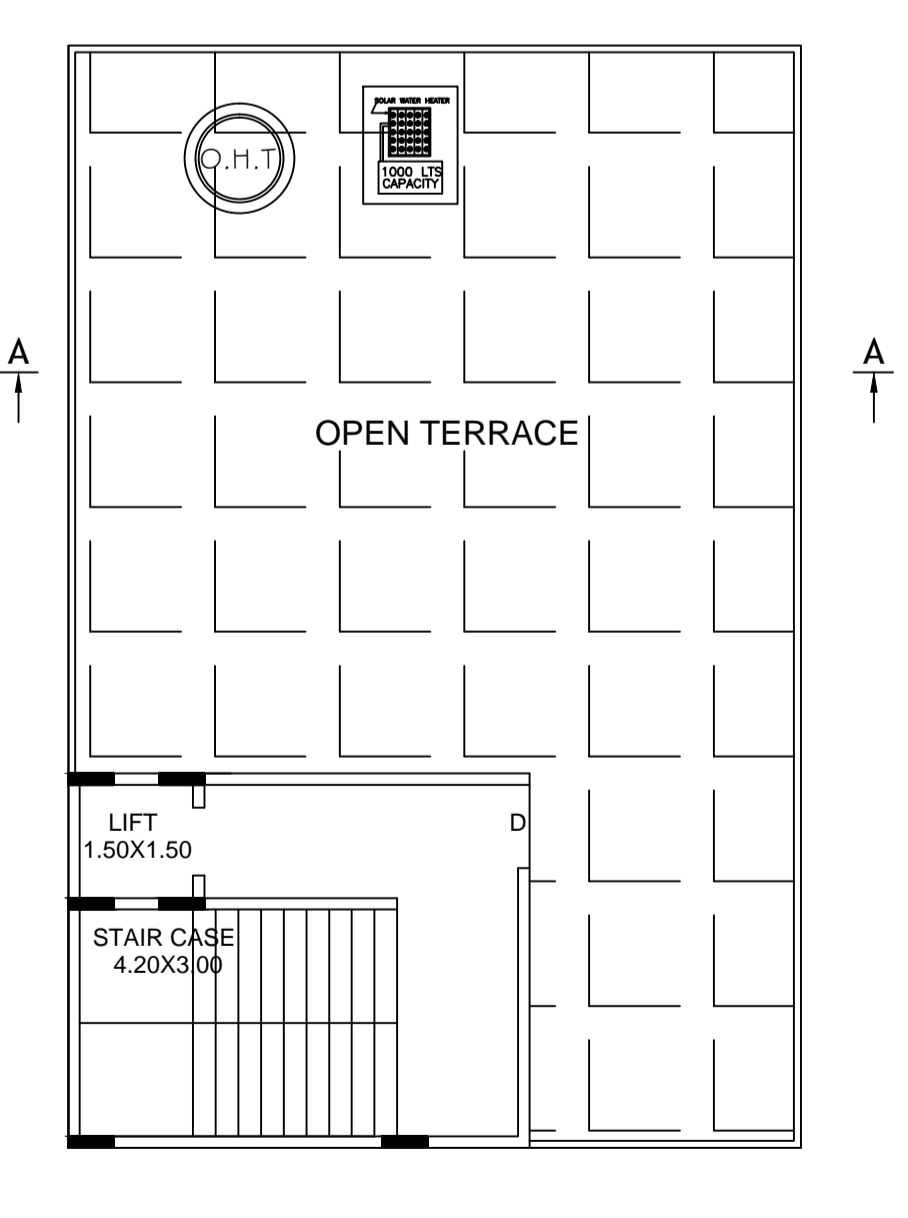 SOLAR WATER HEATER
O.H.T
1000 LTS
CAPACITY
A
A
OPEN TERRACE
LIFT
1.50X1.50
D
STAIR CASE
4.20X3.00